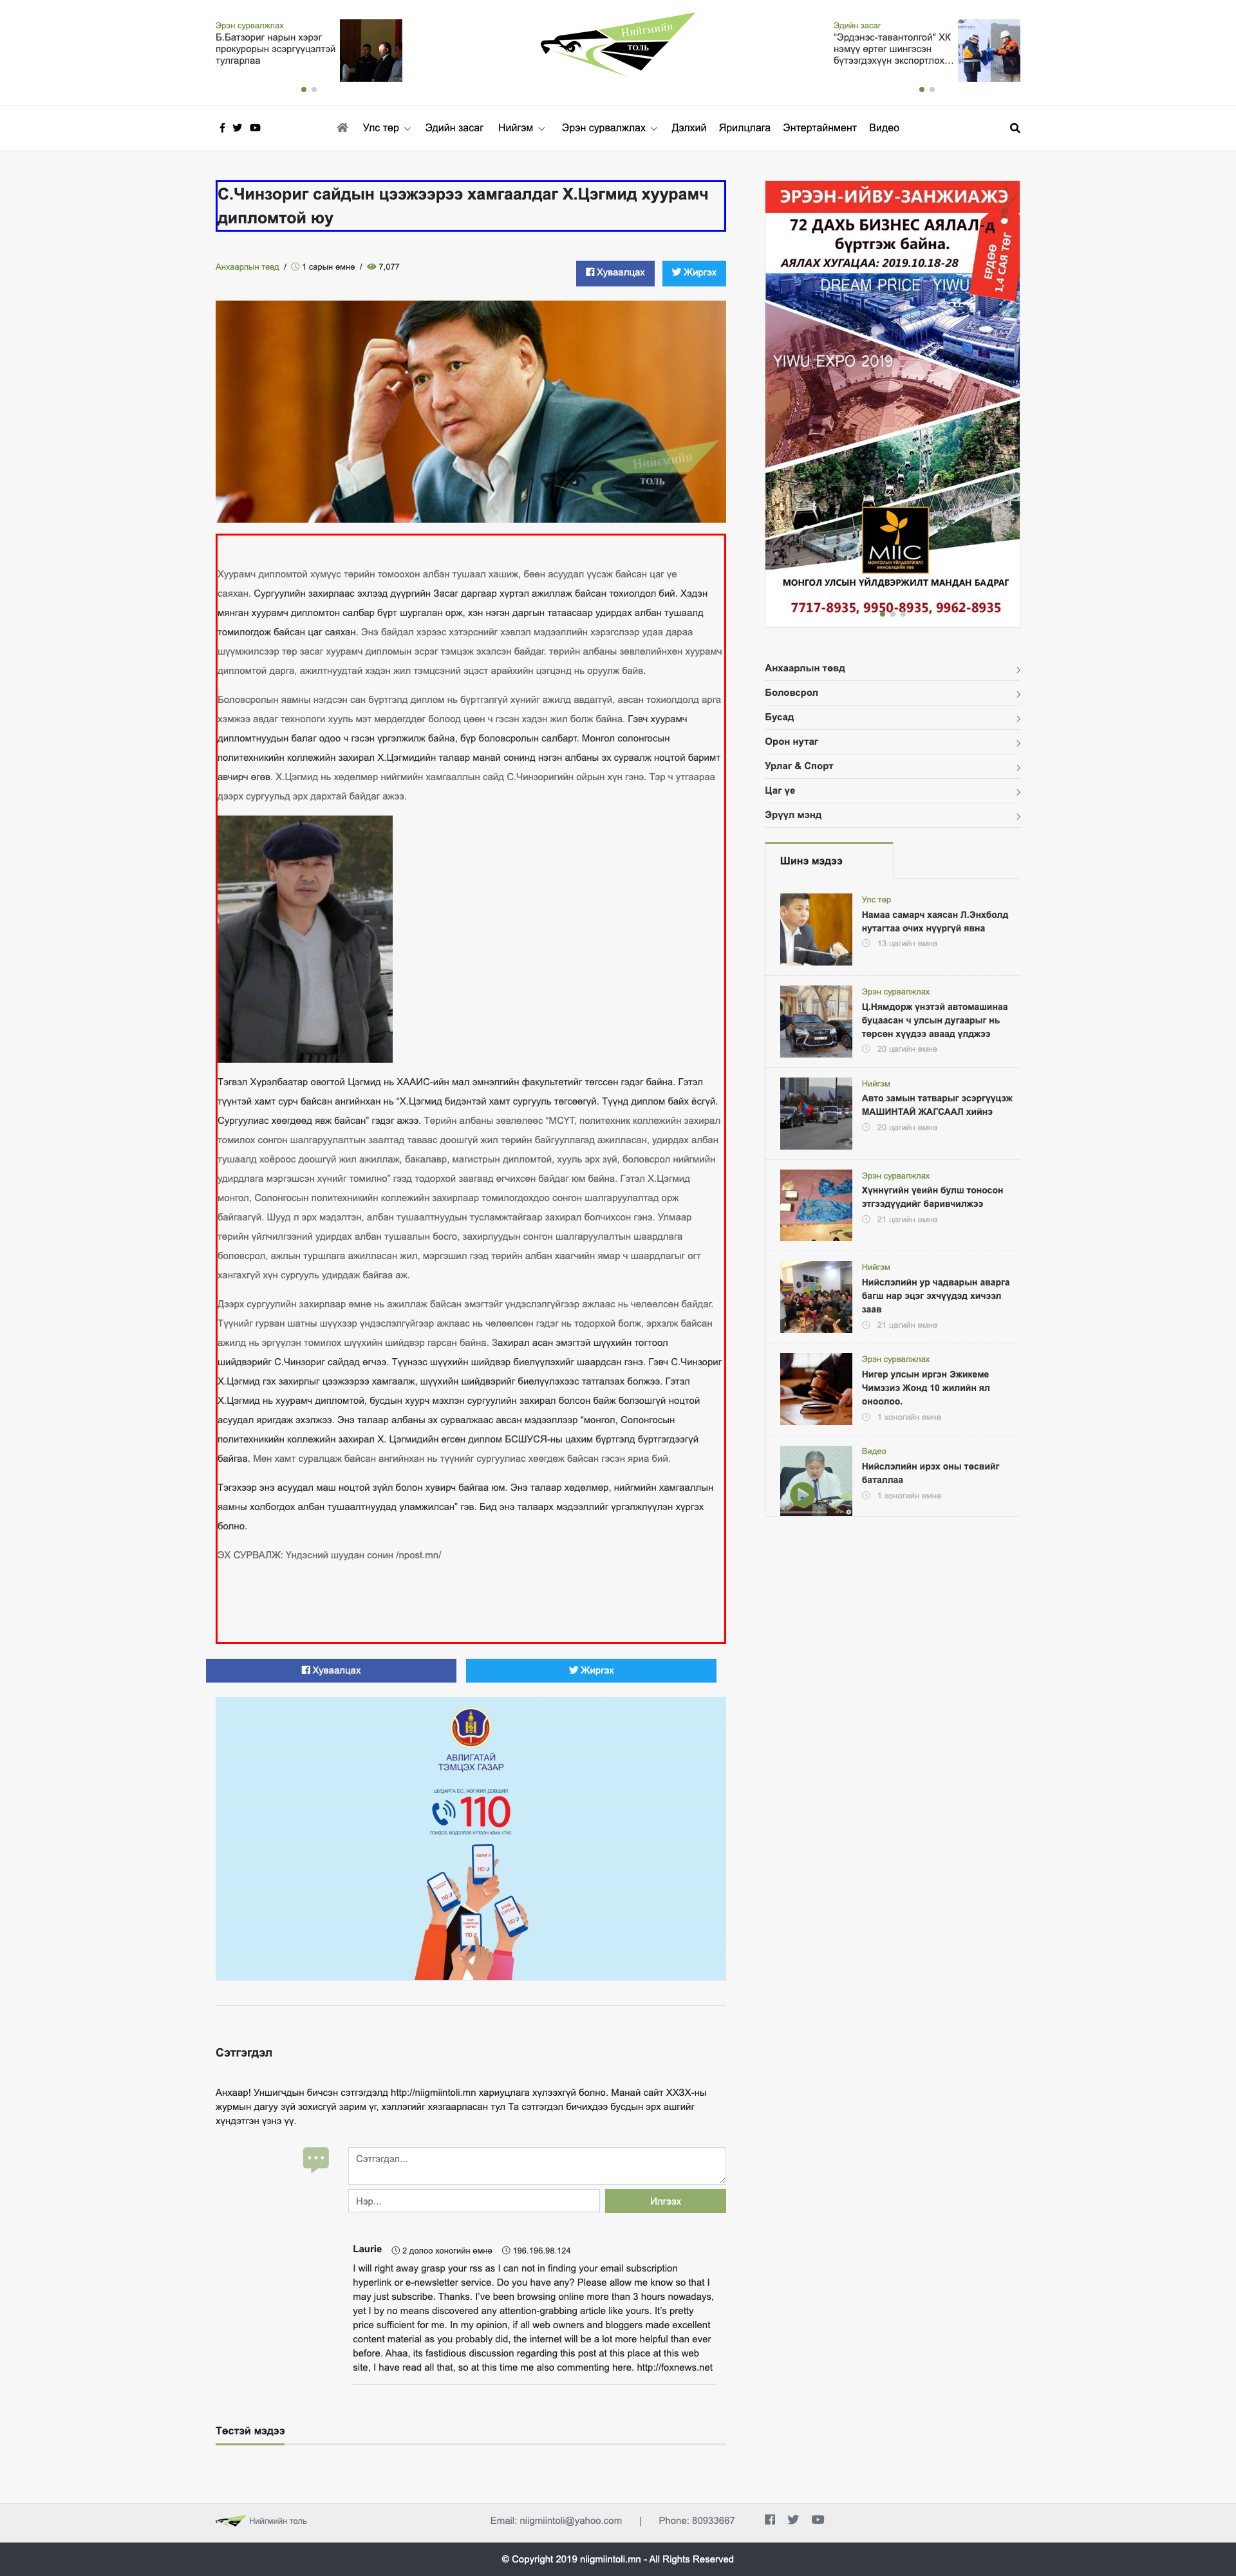 Эрэн сурвалжлах
Б.Батзориг нарын хэрэг
прокурорын эсэргүүцэлтэй
тулгарлаа
Нийгмийн
ТОЛЬ
Эдийн засаг
"Эрдэнэс-тавантолгой" ХК
нэмүү өртөг шингэсэн
бүтээгдэхүүн экспортлох…
Улс төр
Эдийн засаг
Нийгэм
Эрэн сурвалжлах
Дэлхий
Ярилцлага
Энтертайнмент
Видео
С.Чинзориг сайдын цээжээрээ хамгаалдаг Х.Цэгмид хуурамч
дипломтой юу
Анхаарлын төвд / 1 сарын өмнө / 7,077
Хуваалцах
Жиргэх
Нийгмийн
ТОЛЬ
Хуурамч дипломтой хүмүүс төрийн томоохон албан тушаал хашиж, бөөн асуудал үүсэж байсан цаг үе
саяхан. Сургуулийн захирлаас эхлээд дүүргийн Засаг даргаар хүртэл ажиллаж байсан тохиолдол бий. Хэдэн
мянган хуурамч дипломтон салбар бүрт шургалан орж, хэн нэгэн даргын татаасаар удирдах албан тушаалд
томилогдож байсан цаг саяхан. Энэ байдал хэрээс хэтэрснийг хэвлэл мэдээллийн хэрэгслээр удаа дараа
шүүмжилсээр төр засаг хуурамч дипломын эсрэг тэмцэж эхэлсэн байдаг. төрийн албаны зөвлөлийнхөн хуурамч
дипломтой дарга, ажилтнуудтай хэдэн жил тэмцсэний эцэст арайхийн цэгцэнд нь оруулж байв.
Боловсролын яамны нэгдсэн сан бүртгэлд диплом нь бүртгэлгүй хүнийг ажилд авдаггүй, авсан тохиолдолд арга
хэмжээ авдаг технологи хууль мэт мөрдөгддөг болоод цөөн ч гэсэн хэдэн жил болж байна. Гэвч хуурамч
дипломтнуудын балаг одоо ч гэсэн үргэлжилж байна, бүр боловсролын салбарт. Монгол солонгосын
политехникийн коллежийн захирал Х.Цэгмидийн талаар манай сонинд нэгэн албаны эх сурвалж ноцтой баримт
авчирч өгөв. Х.Цэгмид нь хөдөлмөр нийгмийн хамгааллын сайд С.Чинзоригийн ойрын хүн гэнэ. Тэр ч утгаараа
дээрх сургуульд эрх дархтай байдаг ажээ.
Тэгвэл Хүрэлбаатар овогтой Цэгмид нь ХААИС-ийн мал эмнэлгийн факультетийг төгссөн гэдэг байна. Гэтэл
түүнтэй хамт сурч байсан ангийнхан нь "Х.Цэгмид бидэнтэй хамт сургууль төгсөөгүй. Түүнд диплом байх ёсгүй.
Сургуулиас хөөгдөөд явж байсан" гэдэг ажээ. Төрийн албаны зөвлөлөөс "МСҮТ, политехник коллежийн захирал
томилох сонгон шалгаруулалтын заалтад таваас доошгүй жил төрийн байгууллагад ажилласан, удирдах албан
тушаалд хоёроос доошгүй жил ажиллаж, бакалавр, магистрын дипломтой, хууль эрх зүй, боловсрол нийгмийн
удирдлага мэргэшсэн хүнийг томилно" гээд тодорхой заагаад өгчихсөн байдаг юм байна. Гэтэл Х.Цэгмид
монгол, Солонгосын политехникийн коллежийн захирлаар томилогдохдоо сонгон шалгаруулалтад орж
байгаагүй. Шууд л эрх мэдэлтэн, албан тушаалтнуудын тусламжтайгаар захирал болчихсон гэнэ. Улмаар
төрийн үйлчилгээний удирдах албан тушаалын босго, захирлуудын сонгон шалгаруулалтын шаардлага
боловсрол, ажлын туршлага ажилласан жил, мэргэшил гээд төрийн албан хаагчийн ямар ч шаардлагыг огт
хангахгүй хүн сургууль удирдаж байгаа аж.
Дээрх сургуулийн захирлаар өмнө нь ажиллаж байсан эмэгтэйг үндэслэлгүйгээр ажлаас нь чөлөөлсөн байдаг.
Түүнийг гурван шатны шүүхээр үндэслэлгүйгээр ажлаас нь чөлөөлсөн гэдэг нь тодорхой болж, эрхэлж байсан
ажилд нь эргүүлэн томилох шүүхийн шийдвэр гарсан байна. Захирал асан эмэгтэй шүүхийн тогтоол
шийдвэрийг С.Чинзориг сайдад өгчээ. Түүнээс шүүхийн шийдвэр биелүүлэхийг шаардсан гэнэ. Гэвч С.Чинзориг
Х.Цэгмид гэх захирлыг цээжээрээ хамгаалж, шүүхийн шийдвэрийг биелүүлэхээс татгалзах болжээ. Гэтэл
Х.Цэгмид нь хуурамч дипломтой, бусдын хуурч мэхлэн сургуулийн захирал болсон байж болзошгүй ноцтой
асуудал яригдаж эхэлжээ. Энэ талаар албаны эх сурвалжаас авсан мэдээллээр "монгол, Солонгосын
политехникийн коллежийн захирал Х. Цэгмидийн өгсөн диплом БСШУСЯ-ны цахим бүртгэлд бүртгэгдээгүй
байгаа. Мөн хамт суралцаж байсан ангийнхан нь түүнийг сургуулиас хөөгдөж байсан гэсэн яриа бий.
Тэгэхээр энэ асуудал маш ноцтой зүйл болон хувирч байгаа юм. Энэ талаар хөдөлмөр, нийгмийн хамгааллын
яамны холбогдох албан тушаалтнуудад уламжилсан" гэв. Бид энэ талаарх мэдээллийг үргэлжлүүлэн хүргэх
болно.
ЭХ СУРВАЛЖ: Үндэсний шуудан сонин /npost.mn/
Хуваалцах
Жиргэх
АВЛИГАТАЙ
ТЭМЦЭХ ГАЗАР
ШУДАРГА ЁС, ХӨГЖИЛ ДЭВШИЛ
110
ГОМДОЛ, МЭДЭЭЛЭЛ ХҮЛЭЭН АВАХ УТАС
Сэтгэгдэл
Анхаар! Уншигчдын бичсэн сэтгэгдэлд http://niigmiintoli.mn хариуцлага хүлээхгүй болно. Манай сайт ХХЗХ-ны
журмын дагуу зүй зохисгүй зарим үг, хэллэгийг хязгаарласан тул Та сэтгэгдэл бичихдээ бусдын эрх ашгийг
хүндэтгэн үзнэ үү.
Сэтгэгдэл...
Нэр...
Илгээх
Laurie 2 долоо хоногийн өмнө 196.196.98.124
I will right away grasp your rss as I can not in finding your email subscription
hyperlink or e-newsletter service. Do you have any? Please allow me know so that I
may just subscribe. Thanks. I've been browsing online more than 3 hours nowadays,
yet I by no means discovered any attention-grabbing article like yours. It's pretty
price sufficient for me. In my opinion, if all web owners and bloggers made excellent
content material as you probably did, the internet will be a lot more helpful than ever
before. Ahaa, its fastidious discussion regarding this post at this place at this web
site, I have read all that, so at this time me also commenting here. http://foxnews.net
Төстэй мэдээ
ЭРЭЭН-ИЙВУ-ЗАНЖИАЖЭ
72 ДАХЬ БИЗНЕС АЯЛАЛ-д
бүртгэж байна.
АЯЛАХ ХУГАЦАА: 2019.10.18-28
ЕРДӨӨ
1,4 САЯ ТӨГ
DREAM PRICE YIWU
YIWU EXPO 2019
MIIC
МОНГОЛ УЛСЫН ҮЙЛДВЭРЖИЛТ МАНДАН БАДРАГ
7717-8935, 9950-8935, 9962-8935
Анхаарлын төвд
Боловсрол
Бусад
Орон нутаг
Урлаг & Спорт
Цаг үе
Эрүүл мэнд
Шинэ мэдээ
Улс төр
Намаа самарч хаясан Л.Энхболд
нутагтаа очих нүүргүй явна
13 цагийн өмнө
Эрэн сурвалжлах
Ц.Нямдорж үнэтэй автомашинаа
буцаасан ч улсын дугаарыг нь
төрсөн хүүдээ аваад үлджээ
20 цагийн өмнө
Нийгэм
Авто замын татварыг эсэргүүцэж
МАШИНТАЙ ЖАГСААЛ хийнэ
20 цагийн өмнө
Эрэн сурвалжлах
Хүннүгийн үеийн булш тоносон
этгээдүүдийг баривчилжээ
21 цагийн өмнө
Нийгэм
Нийслэлийн ур чадварын аварга
багш нар эцэг эхчүүдэд хичээл
заав
21 цагийн өмнө
Эрэн сурвалжлах
Нигер улсын иргэн Эжикеме
Чимэзиэ Жонд 10 жилийн ял
оноолоо.
1 хоногийн өмнө
Видео
Нийслэлийн ирэх оны төсвийг
баталлаа
1 хоногийн өмнө
Нийгмийн толь
Email: niigmiintoli@yahoo.com | Phone: 80933667
© Copyright 2019 niigmiintoli.mn - All Rights Reserved